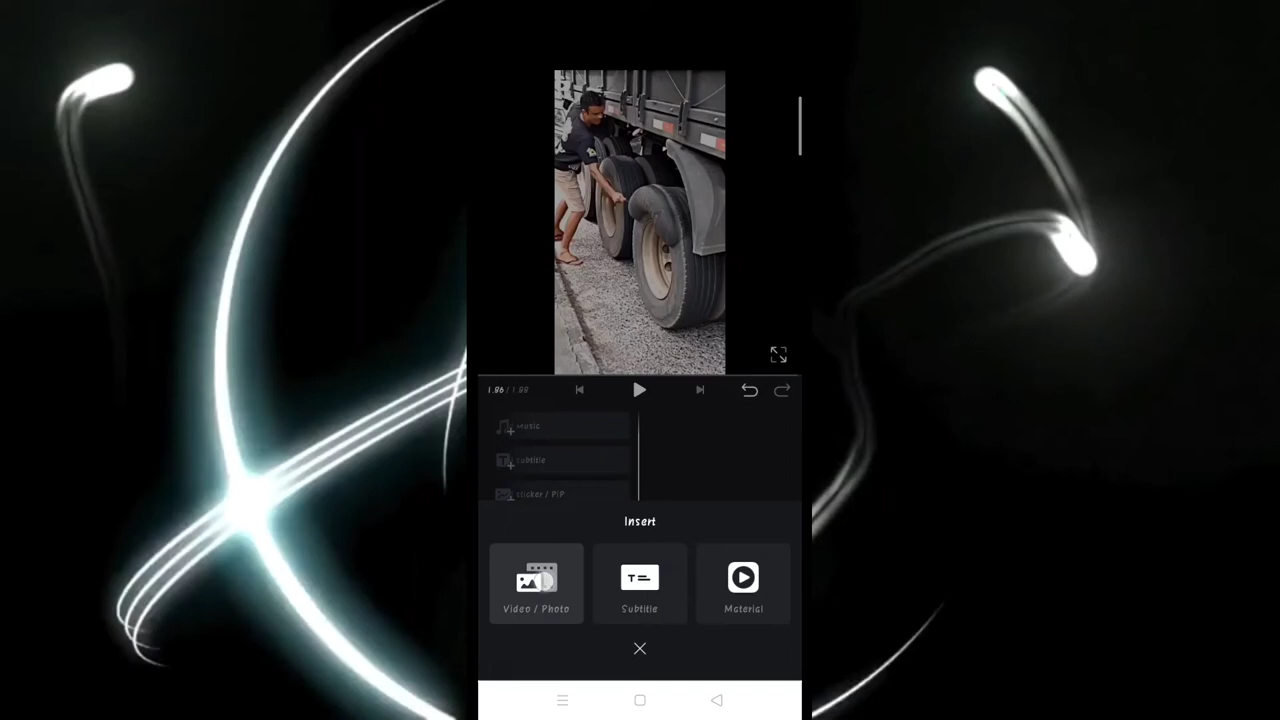 1.86 / 1.88
Music
Subtitle
Sticker / PIP
Insert
Video / Photo
Subtitle
Material